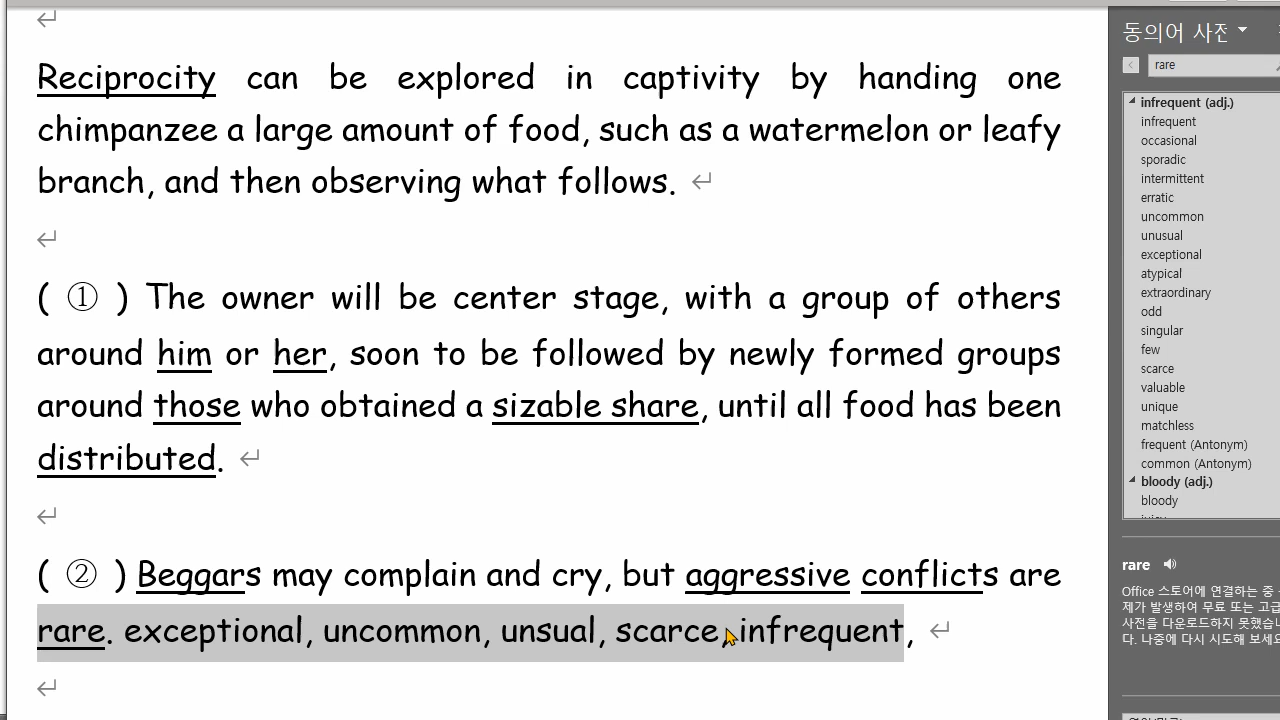 동의어 사전
rare
Reciprocity can be explored in captivity by handing one
chimpanzee a large amount of food, such as a watermelon or leafy
branch, and then observing what follows.
( ① ) The owner will be center stage, with a group of others
around him or her, soon to be followed by newly formed groups
around those who obtained a sizable share, until all food has been
distributed.
( ② ) Beggars may complain and cry, but aggressive conflicts are
rare. exceptional, uncommon, unsual, scarce, infrequent,
infrequent (adj.)
infrequent
occasional
sporadic
intermittent
erratic
uncommon
unusual
exceptional
atypical
extraordinary
odd
singular
few
scarce
valuable
unique
matchless
frequent (Antonym)
common (Antonym)
bloody (adj.)
bloody
rare
Office 스토어에 연결하는 중
제가 발생하여 무료 또는 고급
사전을 다운로드하지 못했습니
다. 나중에 다시 시도해 보세요